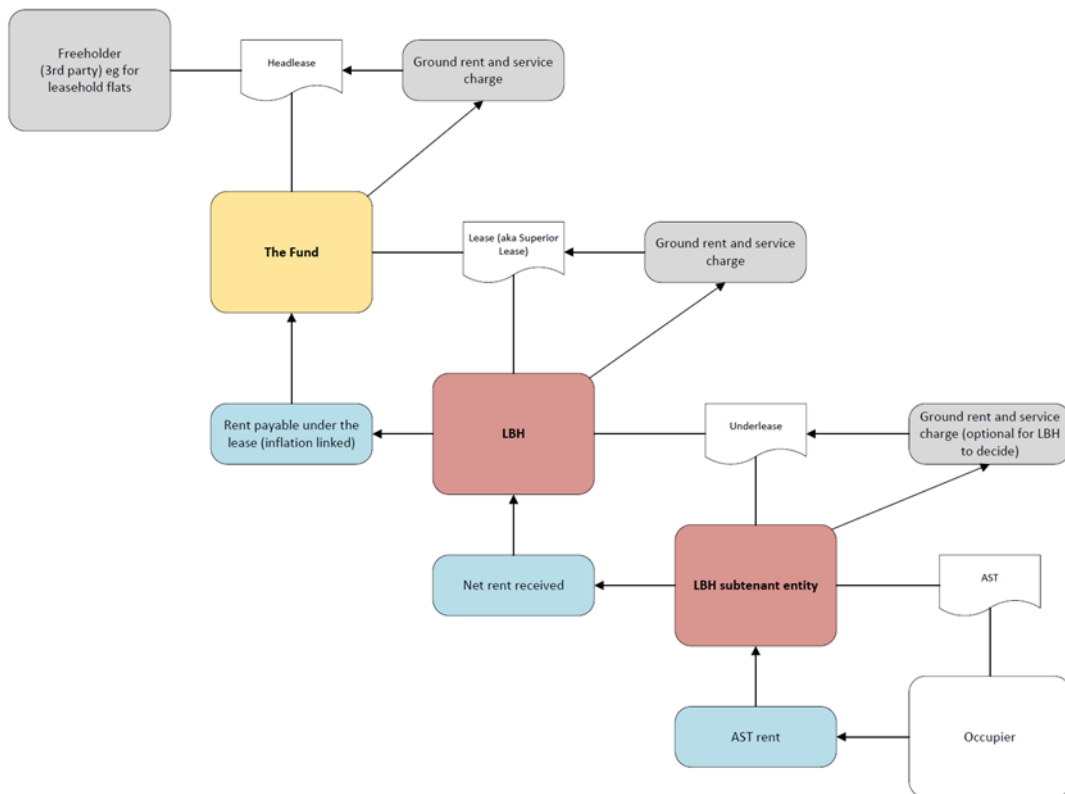 Freeholder
(3rd party) eg for
leasehold flats
Headlease
Ground rent and service
charge
The Fund
Lease (aka Superior
Lease)
Ground rent and service
charge
Rent payable under the
lease (inflation linked)
LBH
Underlease
Ground rent and service
charge (optional for LBH
to decide)
Net rent received
LBH subtenant entity
AST
AST rent
Occupier